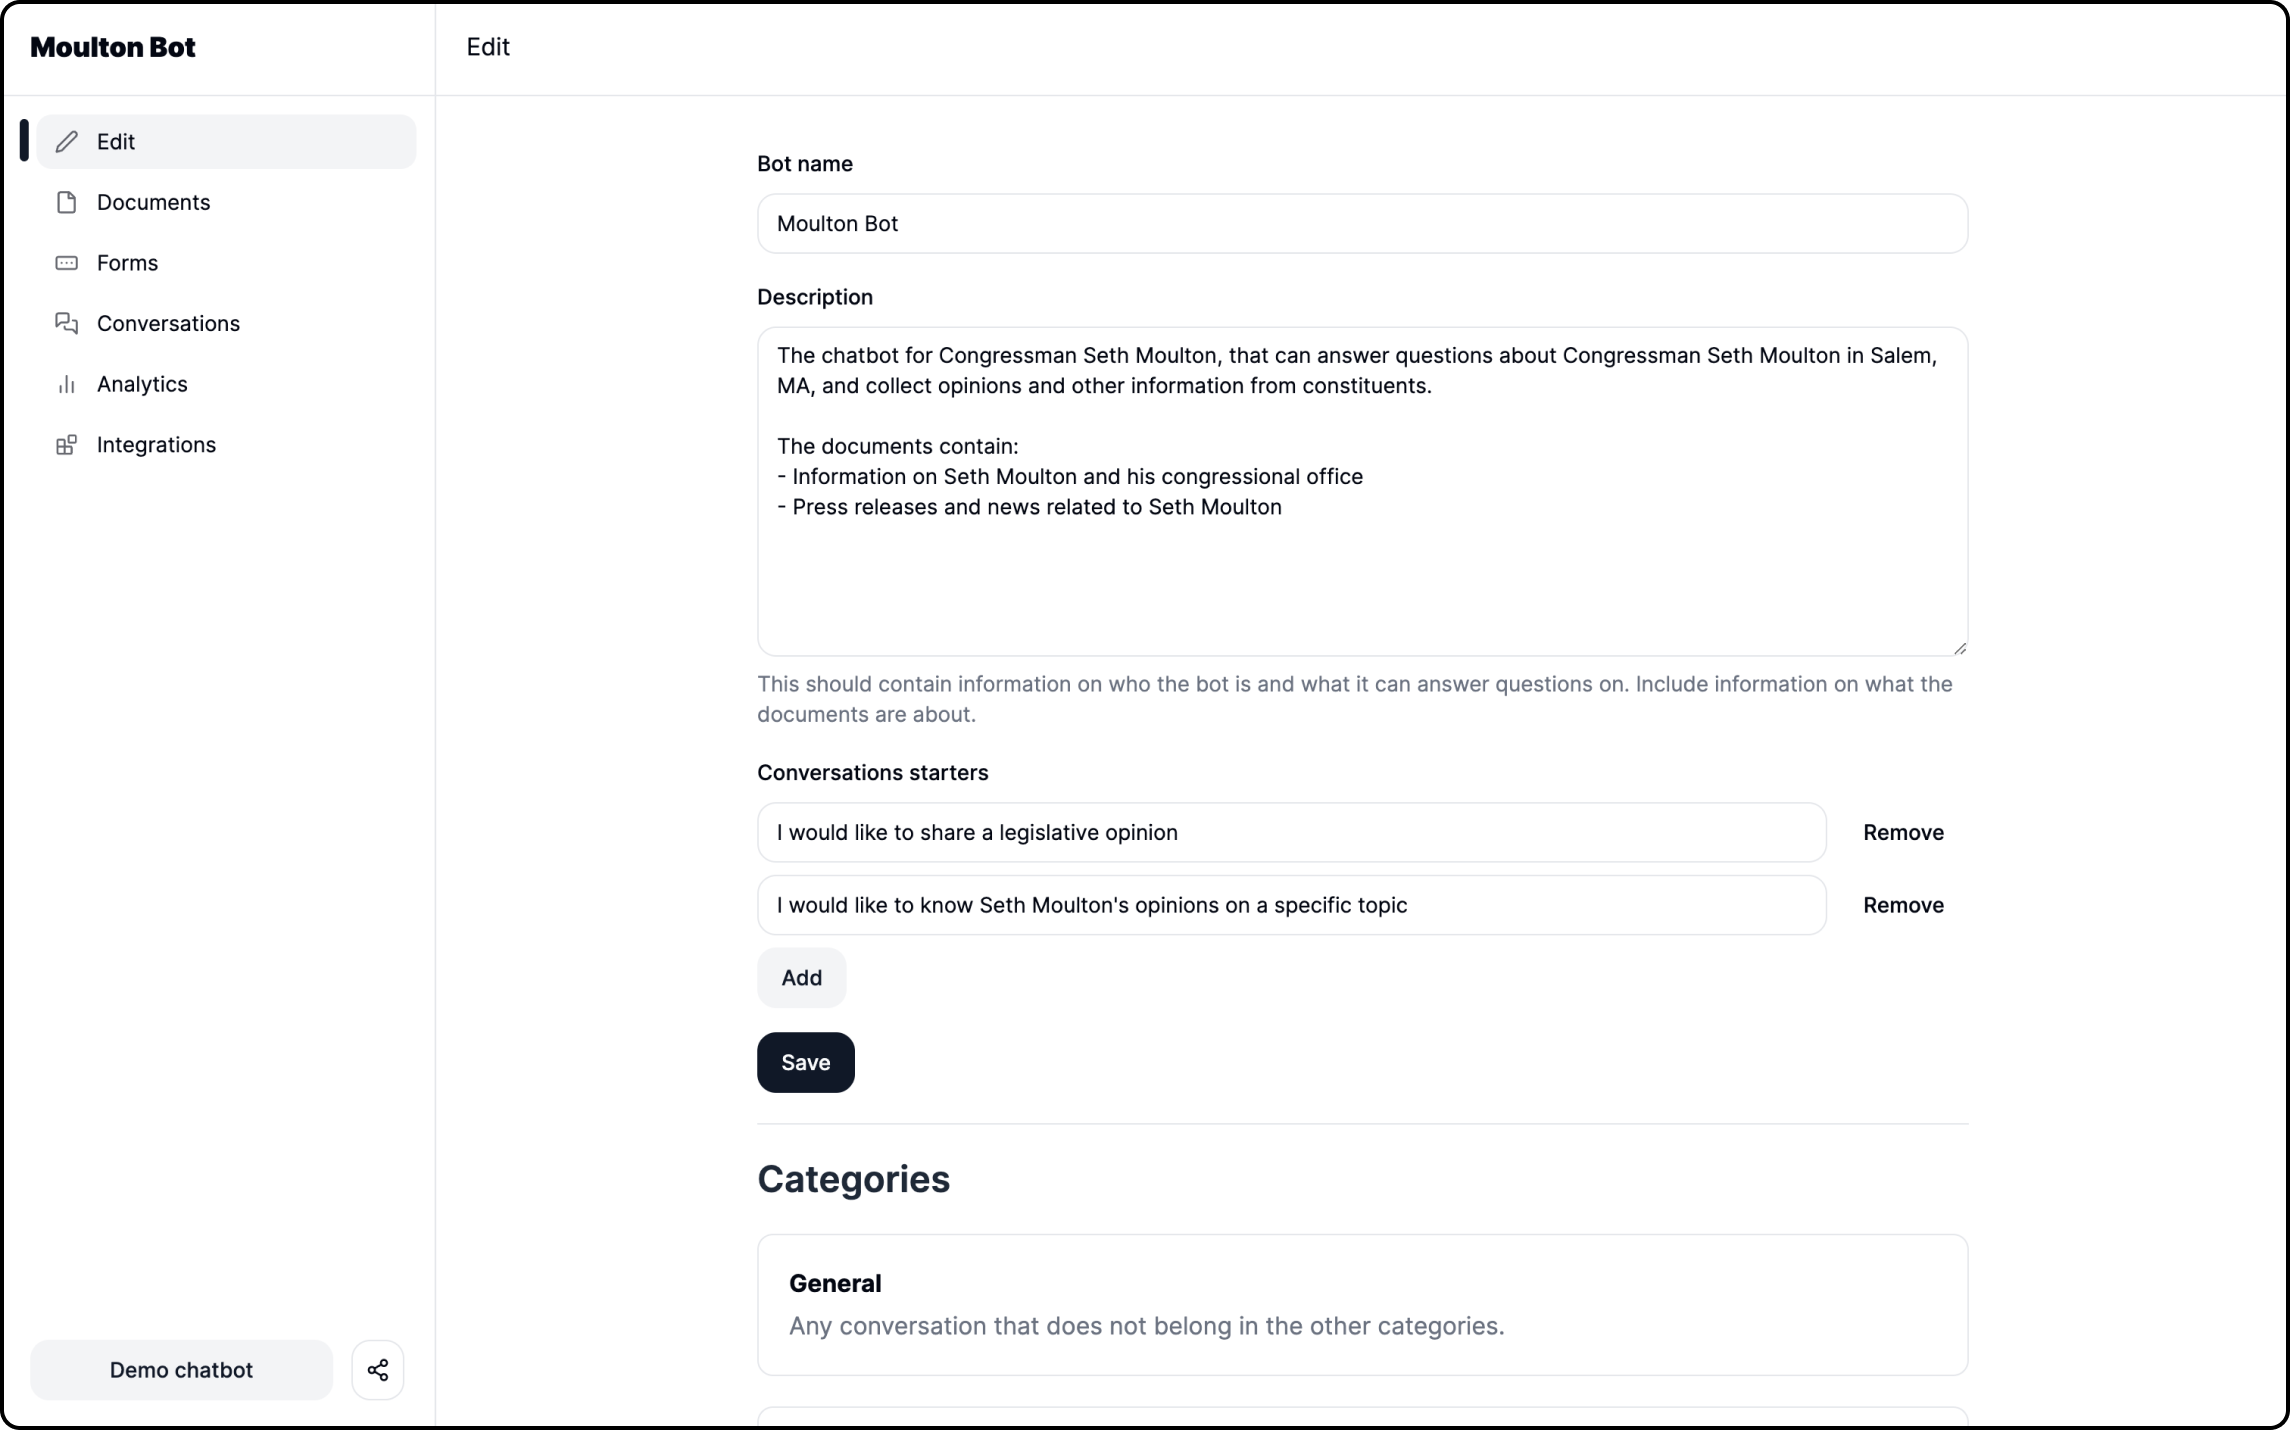 Moulton Bot
Edit
Edit
Documents
Forms
Conversations
Analytics
Integrations
Demo chatbot
Bot name
Moulton Bot
Description
The chatbot for Congressman Seth Moulton, that can answer questions about Congressman Seth Moulton in Salem,
MA, and collect opinions and other information from constituents.
The documents contain:
- Information on Seth Moulton and his congressional office
- Press releases and news related to Seth Moulton
This should contain information on who the bot is and what it can answer questions on. Include information on what the
documents are about.
Conversations starters
I would like to share a legislative opinion
Remove
I would like to know Seth Moulton's opinions on a specific topic
Remove
Add
Save
Categories
General
Any conversation that does not belong in the other categories.